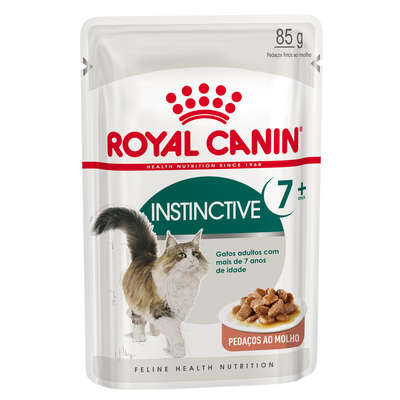 85 g
Pedaços finos ao molho
ROYAL CANIN
HEALTH NUTRITION SINCE 1968
INSTINCTIVE
7+
anos
Gatos adultos com
mais de 7 anos
de idade
PEDAÇOS AO MOLHO
FELINE HEALTH NUTRITION